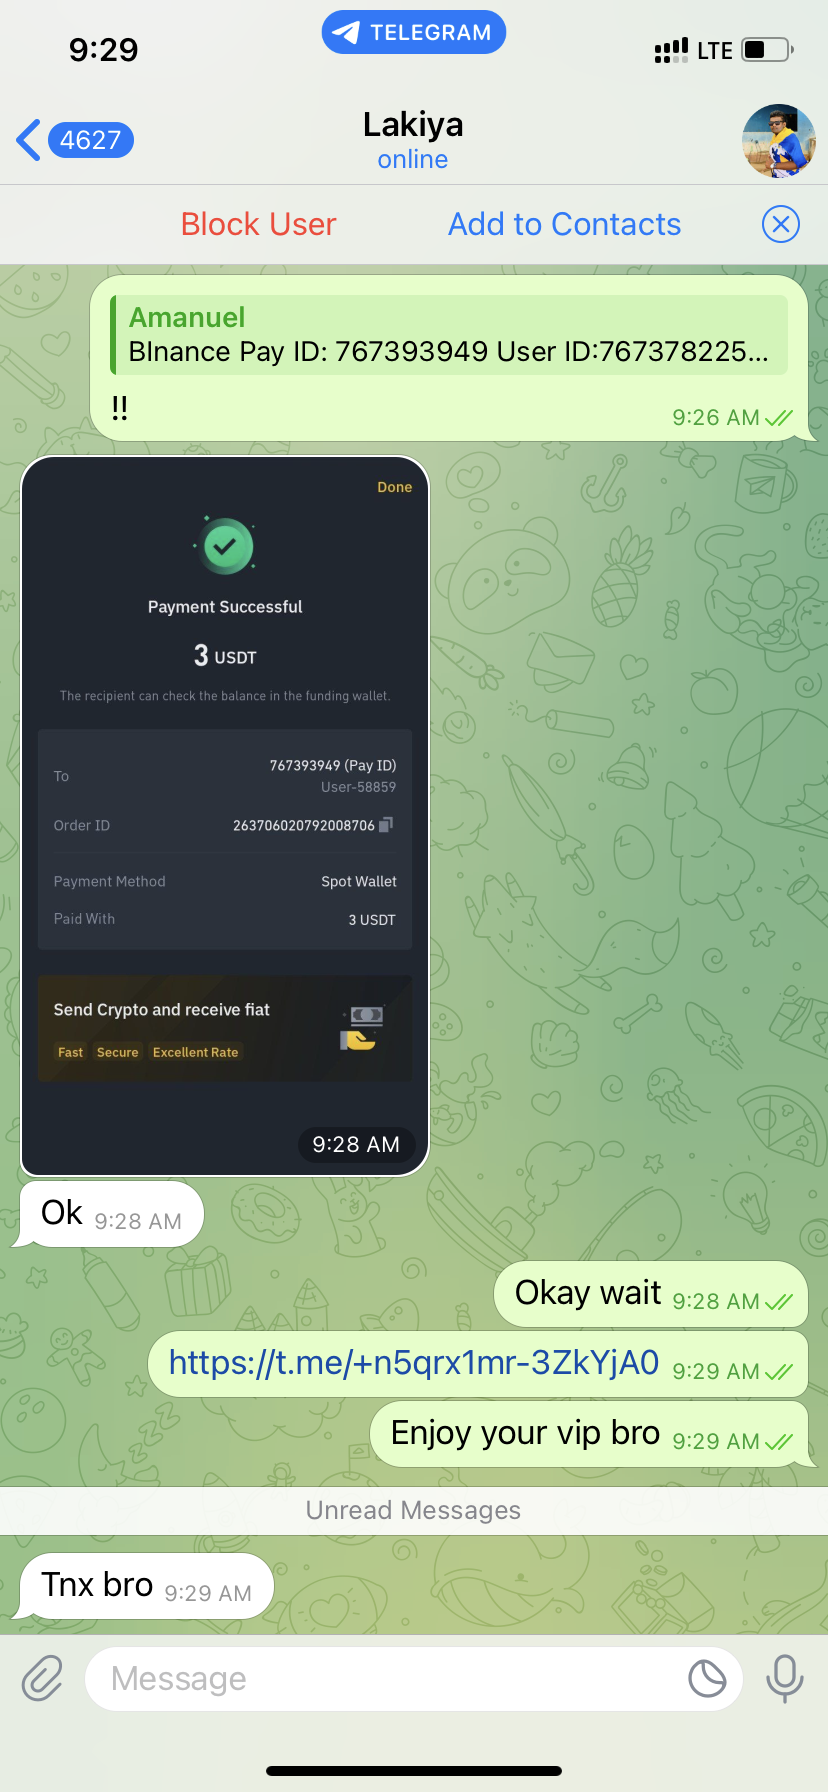 9:29
TELEGRAM
LTE
4627
Lakiya
online
Block User
Add to Contacts
Amanuel
BInance Pay ID: 767393949 User ID:767378225...
!!
9:26 AM
Done
Payment Successful
3 USDT
The recipient can check the balance in the funding wallet.
To
767393949 (Pay ID)
User-58859
Order ID
263706020792008706
Payment Method
Spot Wallet
Paid With
3 USDT
Send Crypto and receive fiat
Fast Secure Excellent Rate
9:28 AM
Ok 9:28 AM
Okay wait 9:28 AM
https://t.me/+n5qrx1mr-3ZkYjA0 9:29 AM
Enjoy your vip bro 9:29 AM
Unread Messages
Tnx bro 9:29 AM
Message